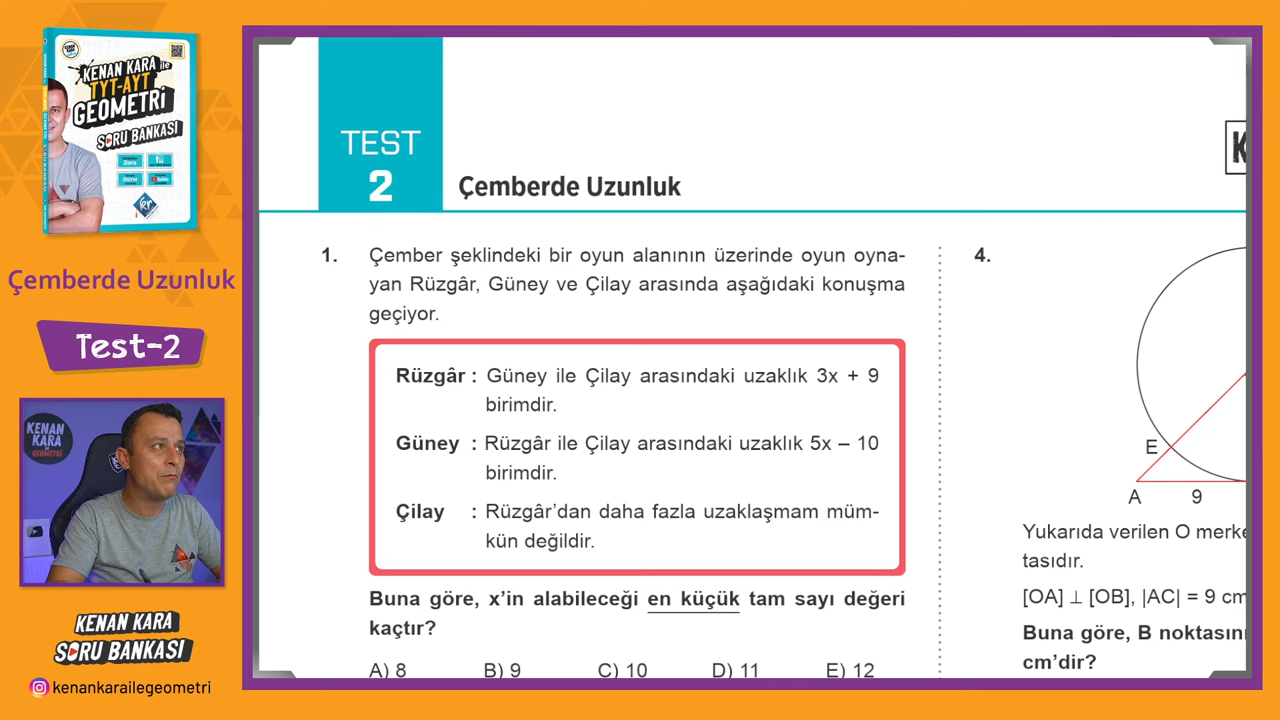 KENAN KARA ile
TYT-AYT
GEOMETRİ
SORU BANKASI
Çemberde Uzunluk
Test-2
KENAN
KARA
GEOMETRİ
KENAN KARA
SORU BANKASI
kenankarailegeometri
TEST
2
Çemberde Uzunluk
1. Çember şeklindeki bir oyun alanının üzerinde oyun oyna-
yan Rüzgâr, Güney ve Çilay arasında aşağıdaki konuşma
geçiyor.
Rüzgâr : Güney ile Çilay arasındaki uzaklık 3x + 9
birimdir.
Güney : Rüzgâr ile Çilay arasındaki uzaklık 5x – 10
birimdir.
Çilay : Rüzgâr'dan daha fazla uzaklaşmam müm-
kün değildir.
Buna göre, x'in alabileceği en küçük tam sayı değeri
kaçtır?
A) 8 B) 9 C) 10 D) 11 E) 12
4.
E
A 9
Yukarıda verilen O merke
tasıdır.
[OA] ⊥ [OB], |AC| = 9 cm
Buna göre, B noktasını
cm'dir?